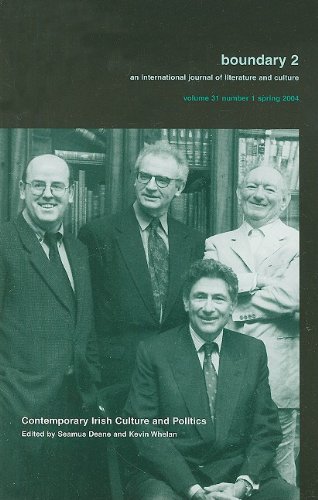 boundary 2
an international journal of literature and culture
volume 31 number 1 spring 2004
Contemporary Irish Culture and Politics
Edited by Seamus Deane and Kevin Whelan